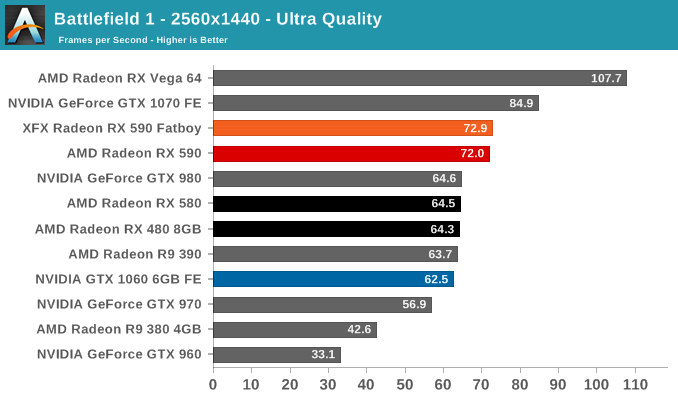 Battlefield 1 - 2560x1440 - Ultra Quality
Frames per Second - Higher is Better
AMD Radeon RX Vega 64 107.7
NVIDIA GeForce GTX 1070 FE 84.9
XFX Radeon RX 590 Fatboy 72.9
AMD Radeon RX 590 72.0
NVIDIA GeForce GTX 980 64.6
AMD Radeon RX 580 64.5
AMD Radeon RX 480 8GB 64.3
AMD Radeon R9 390 63.7
NVIDIA GTX 1060 6GB FE 62.5
NVIDIA GeForce GTX 970 56.9
AMD Radeon R9 380 4GB 42.6
NVIDIA GeForce GTX 960 33.1
0 10 20 30 40 50 60 70 80 90 100 110